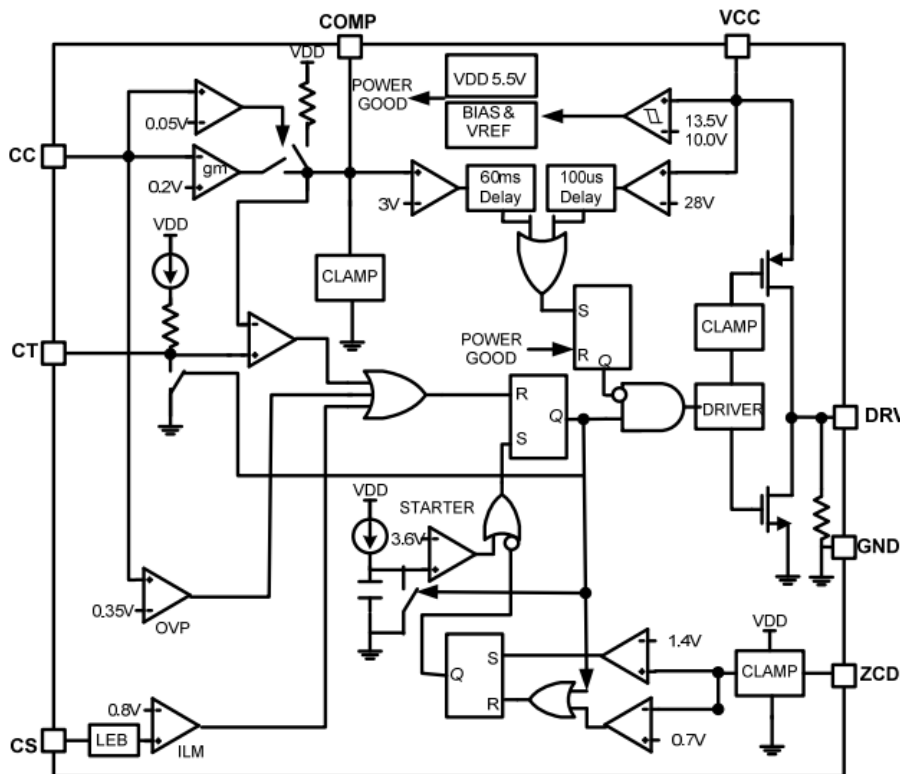 COMP
VCC
VDD
POWER
GOOD
VDD 5.5V
BIAS &
VREF
13.5V
10.0V
0.05V
CC
gm
0.2V
3V
60ms
Delay
100us
Delay
28V
VDD
CLAMP
CT
S
POWER
GOOD
R
Q
CLAMP
R
Q
S
DRIVER
DRV
VDD
STARTER
3.6V
GND
0.35V
OVP
1.4V
VDD
S
Q
R
CLAMP
ZCD
0.8V
0.7V
CS
LEB
ILM